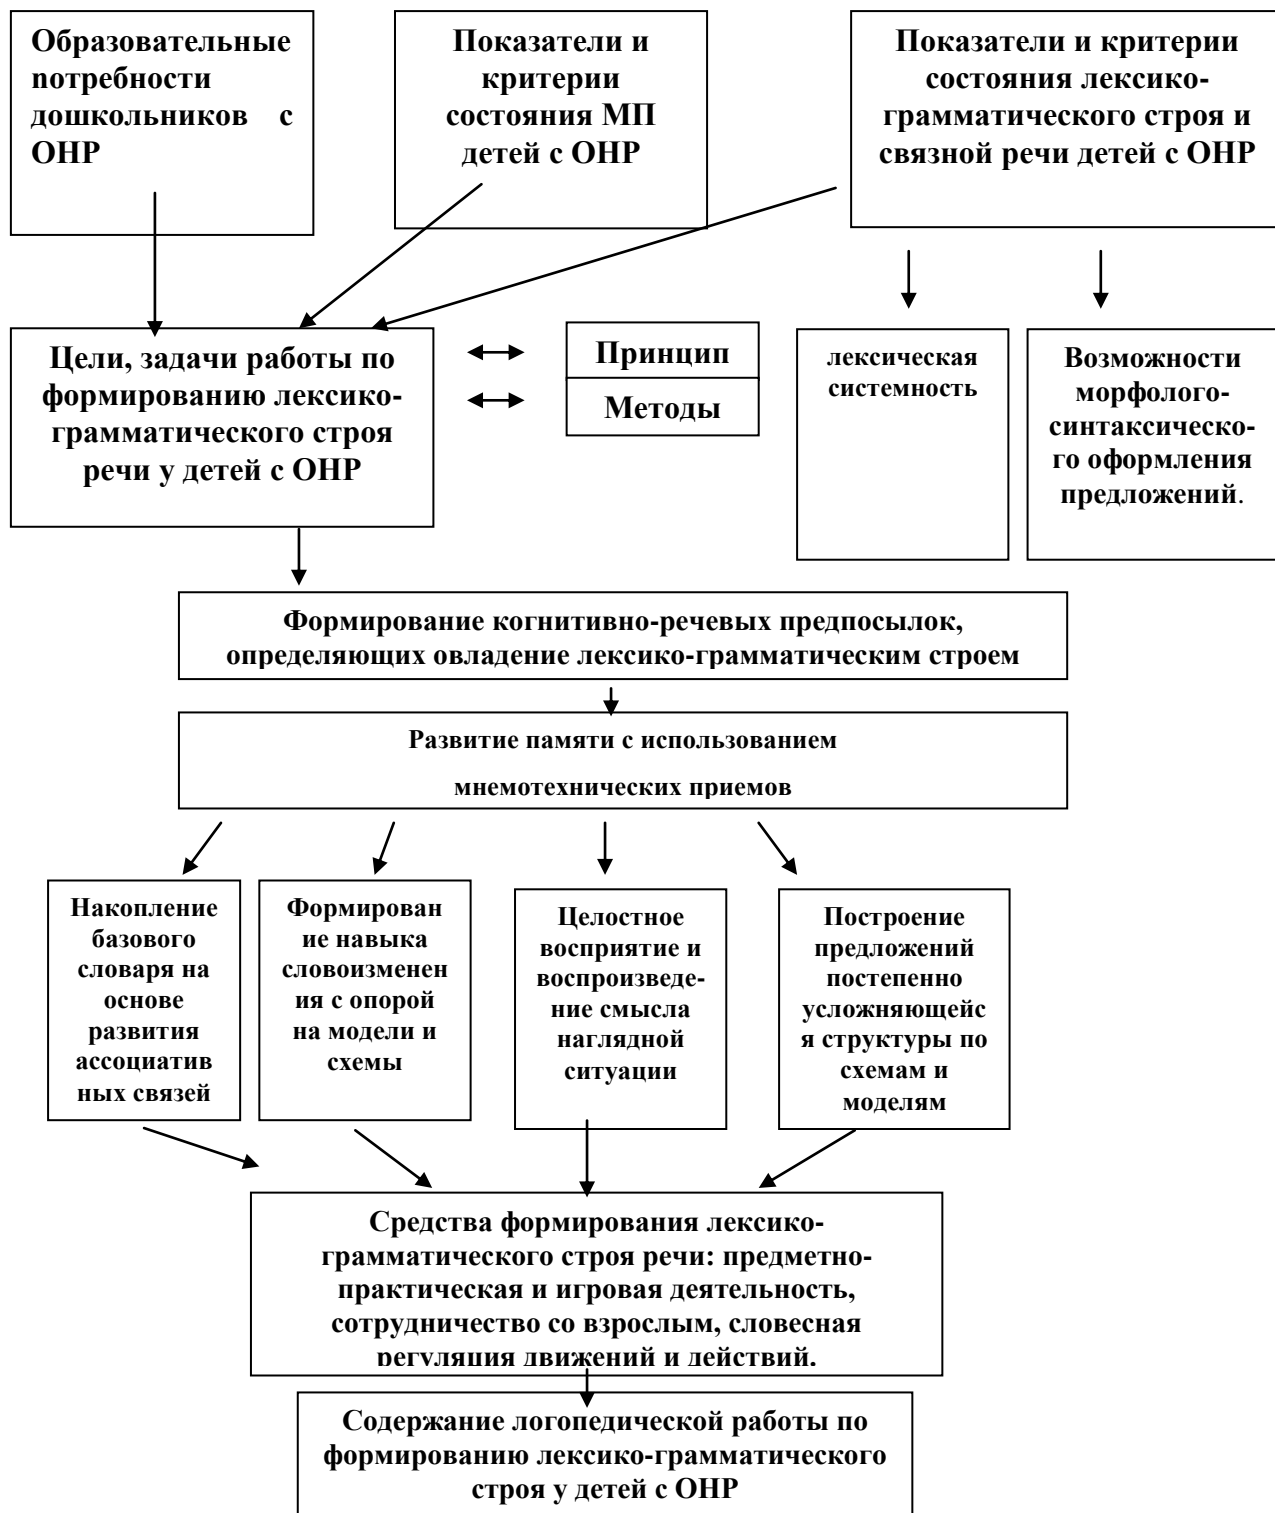 Образовательные
потребности
дошкольников с
ОНР
Показатели и
критерии
состояния МП
детей с ОНР
Показатели и критерии
состояния лексико-
грамматического строя и
связной речи детей с ОНР
Цели, задачи работы по
формированию лексико-
грамматического строя
речи у детей с ОНР
Принцип
Методы
лексическая
системность
Возможности
морфолого-
синтаксическо-
го оформления
предложений.
Формирование когнитивно-речевых предпосылок,
определяющих овладение лексико-грамматическим строем
Развитие памяти с использованием
мнемотехнических приемов
Накопление
базового
словаря на
основе
развития
ассоциатив
ных связей
Формирован
ие навыка
словоизменен
ия с опорой
на модели и
схемы
Целостное
восприятие и
воспроизведе-
ние смысла
наглядной
ситуации
Построение
предложений
постепенно
усложняющейс
я структуры по
схемам и
моделям
Средства формирования лексико-
грамматического строя речи: предметно-
практическая и игровая деятельность,
сотрудничество со взрослым, словесная
регуляция движений и действий.
Содержание логопедической работы по
формированию лексико-грамматического
строя у детей с ОНР